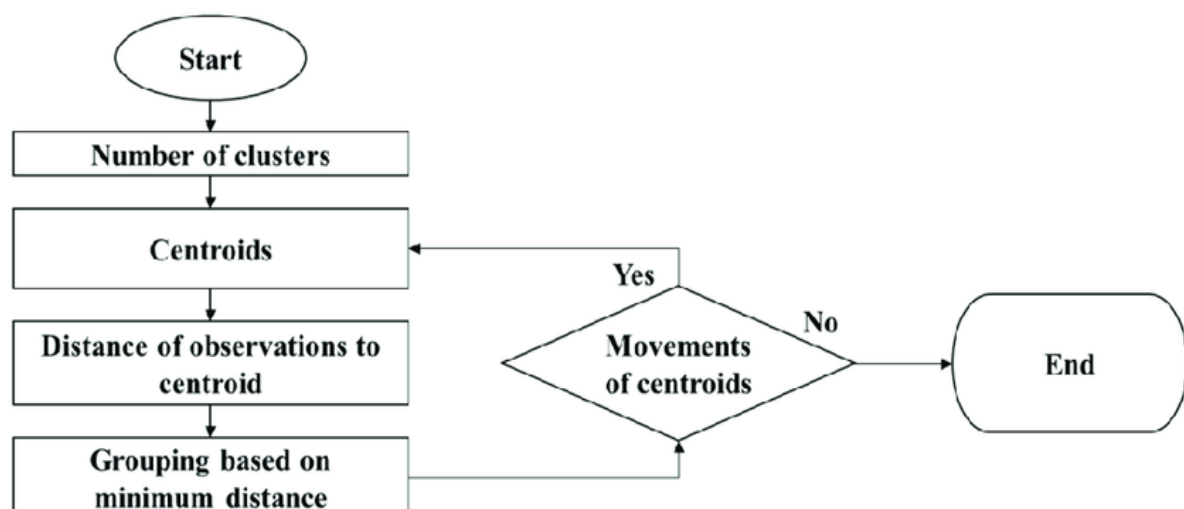 Start
Number of clusters
Centroids
Distance of observations to
centroid
Grouping based on
minimum distance
Yes
Movements
of centroids
No
End